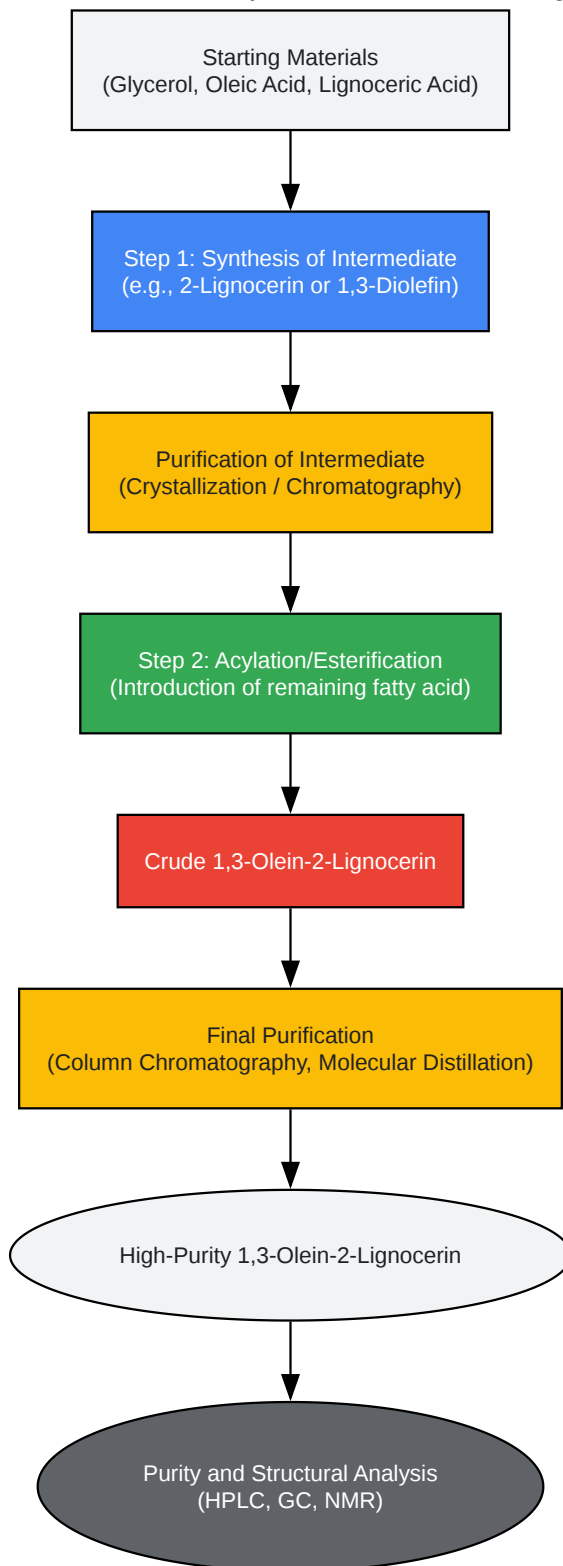 Starting Materials
(Glycerol, Oleic Acid, Lignoceric Acid)
Step 1: Synthesis of Intermediate
(e.g., 2-Lignocerin or 1,3-Diolefin)
Purification of Intermediate
(Crystallization / Chromatography)
Step 2: Acylation/Esterification
(Introduction of remaining fatty acid)
Crude 1,3-Olein-2-Lignocerin
Final Purification
(Column Chromatography, Molecular Distillation)
High-Purity 1,3-Olein-2-Lignocerin
Purity and Structural Analysis
(HPLC, GC, NMR)